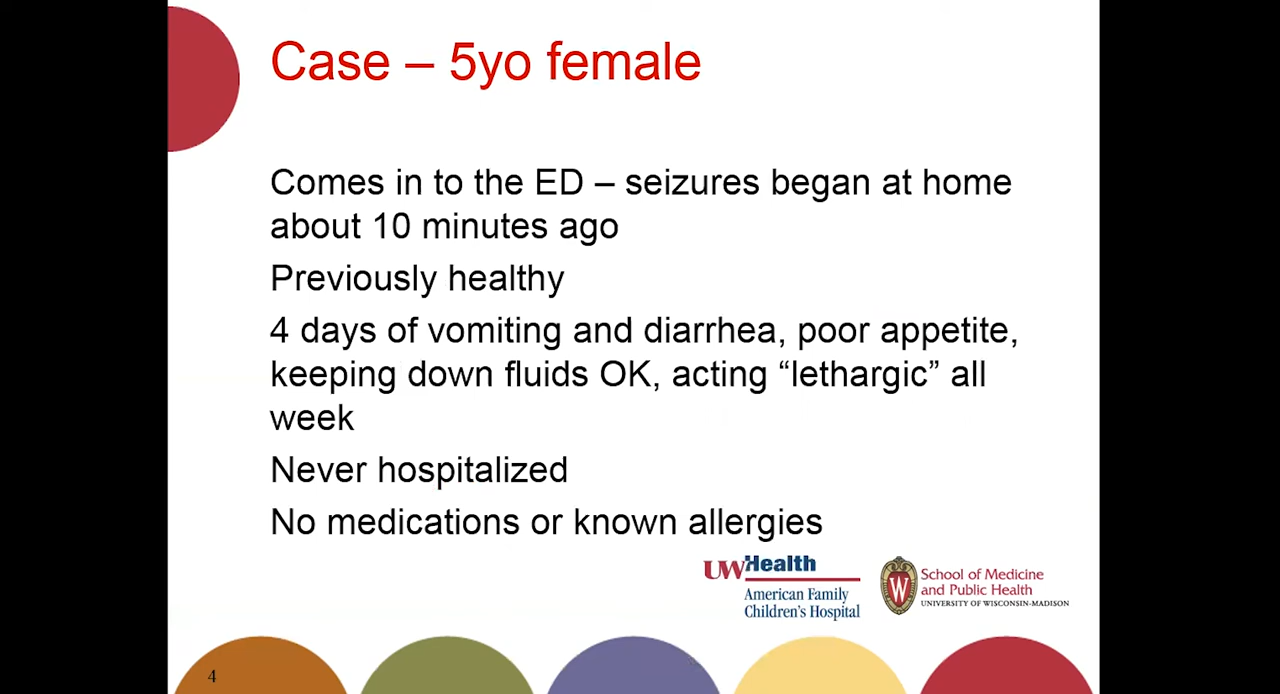 Case – 5yo female
Comes in to the ED – seizures began at home
about 10 minutes ago
Previously healthy
4 days of vomiting and diarrhea, poor appetite,
keeping down fluids OK, acting “lethargic” all
week
Never hospitalized
No medications or known allergies
UWHealth
American Family
Children's Hospital
W
School of Medicine
and Public Health
UNIVERSITY OF WISCONSIN-MADISON
4